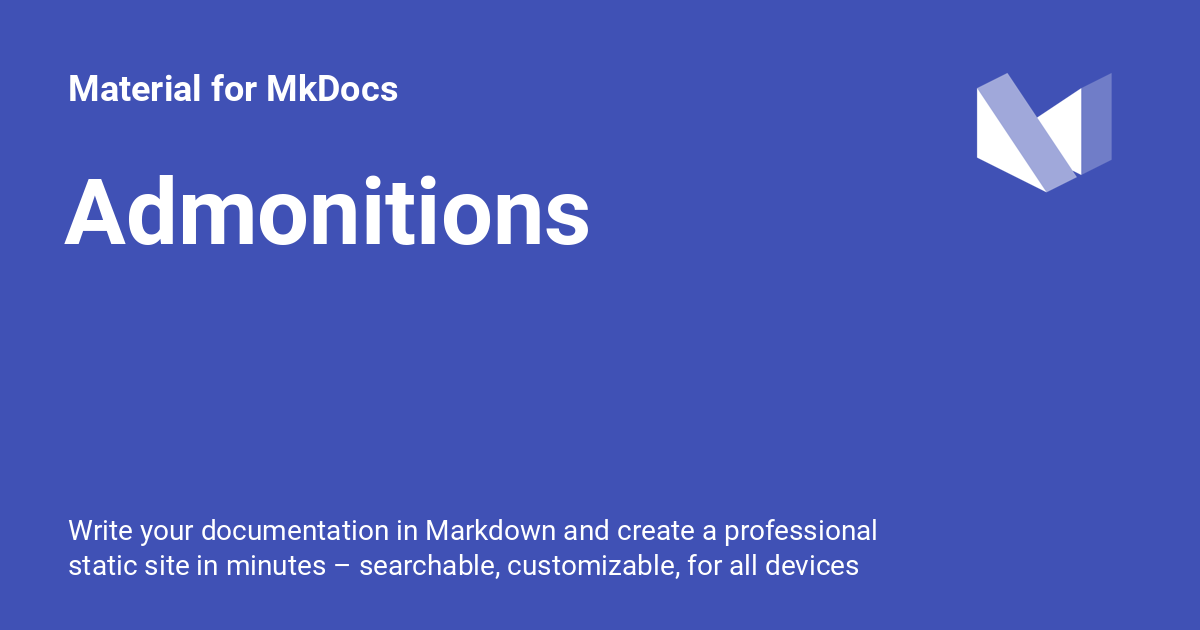 Material for MkDocs
Admonitions
Write your documentation in Markdown and create a professional
static site in minutes – searchable, customizable, for all devices